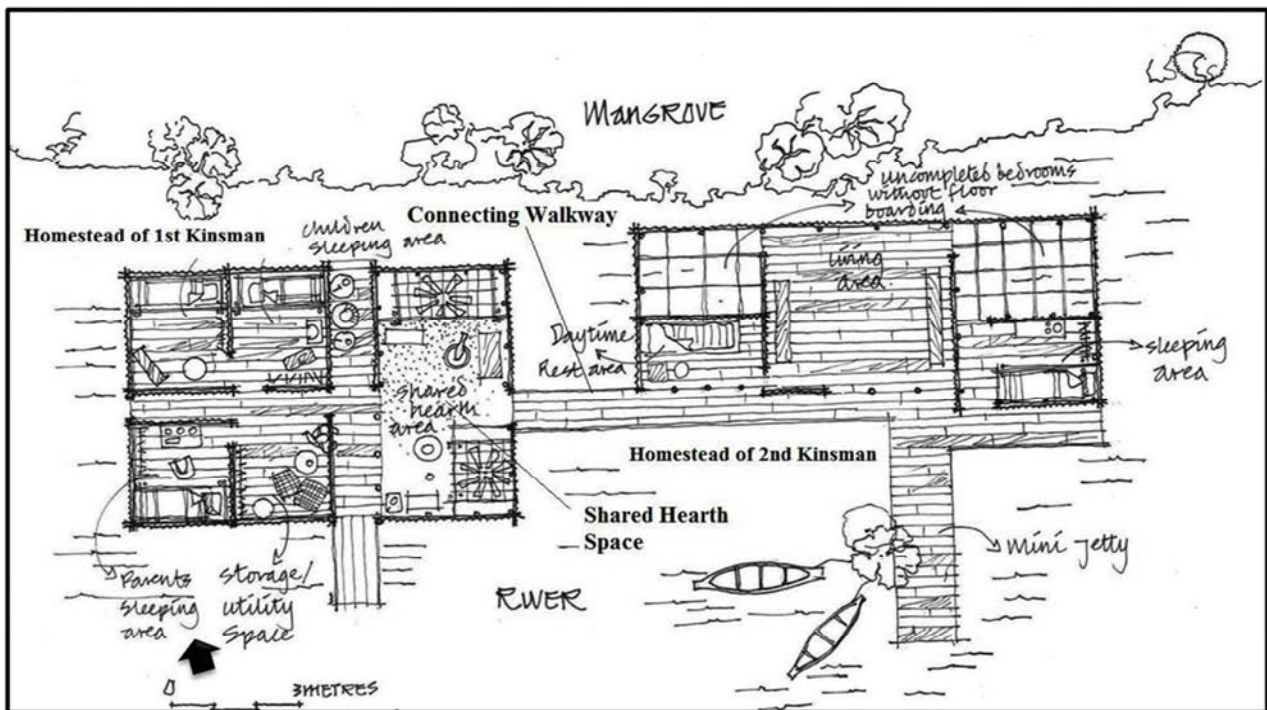 MANGROVE
uncompleted bedrooms
without floor
boarding
Connecting Walkway
Homestead of 1st Kinsman
children
sleeping area
living
area
Daytime
Rest area
sleeping
area
shared
hearth
area
Homestead of 2nd Kinsman
Shared Hearth
Space
Mini Jetty
Parents
sleeping
area
storage/
utility
space
RIVER
0
3METRES